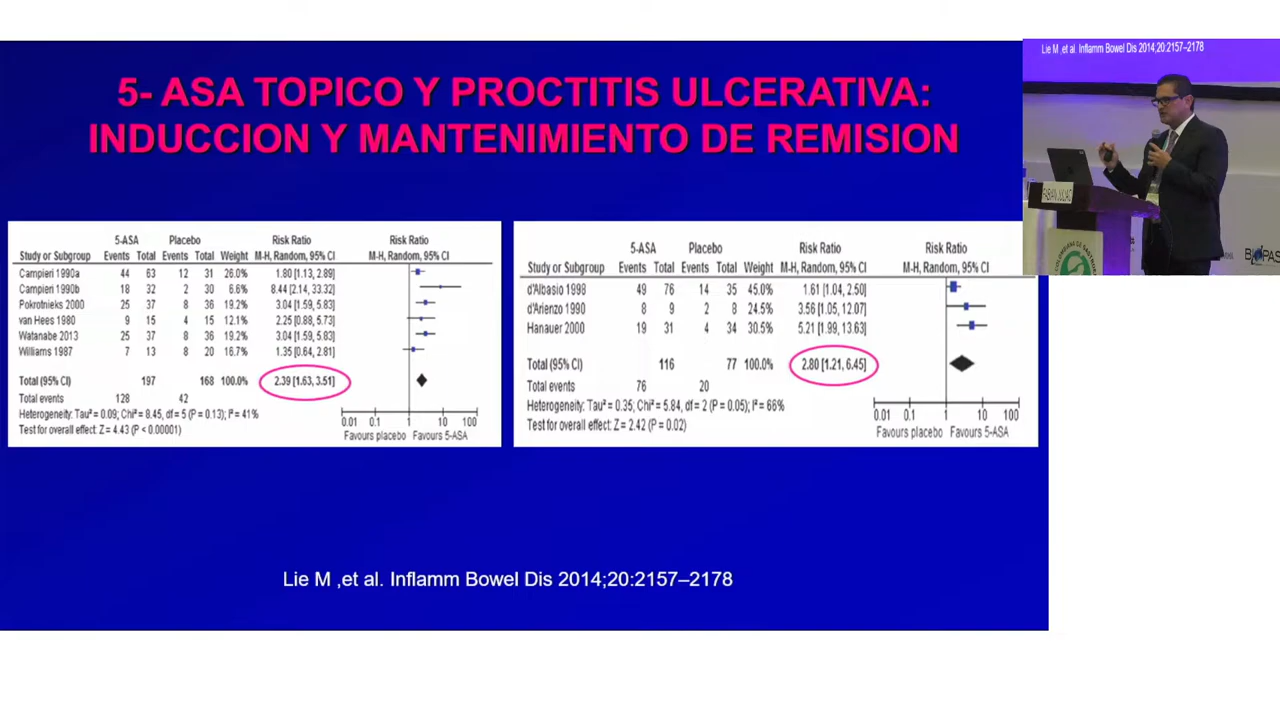 5- ASA TOPICO Y PROCTITIS ULCERATIVA:
INDUCCION Y MANTENIMIENTO DE REMISION
5-ASA Placebo Risk Ratio Risk Ratio
Study or Subgroup Events Total Events Total Weight M-H, Random, 95% CI M-H, Random, 95% CI
Campieri 1990a 44 63 12 31 26.0% 1.80 [1.13, 2.89]
Campieri 1990b 18 32 2 30 6.6% 8.44 [2.14, 33.32]
Pokrotnieks 2000 25 37 8 36 19.2% 3.04 [1.59, 5.83]
van Hees 1980 9 15 4 15 12.1% 2.25 [0.88, 5.73]
Watanabe 2013 25 37 8 36 19.2% 3.04 [1.59, 5.83]
Williams 1987 7 13 8 20 16.7% 1.35 [0.64, 2.81]
Total (95% CI) 197 168 100.0% 2.39 [1.63, 3.51]
Total events 128 42
Heterogeneity: Tau² = 0.09; Chi² = 8.45, df = 5 (P = 0.13); I² = 41%
Test for overall effect: Z = 4.43 (P < 0.00001)
0.01 0.1 1 10 100
Favours placebo Favours 5-ASA
5-ASA Placebo Risk Ratio Risk Ratio
Study or Subgroup Events Total Events Total Weight M-H, Random, 95% CI M-H, Random, 95% CI
d'Albasio 1998 49 76 14 35 45.0% 1.61 [1.04, 2.50]
d'Arienzo 1990 8 9 2 8 24.5% 3.56 [1.05, 12.07]
Hanauer 2000 19 31 4 34 30.5% 5.21 [1.99, 13.63]
Total (95% CI) 116 77 100.0% 2.80 [1.21, 6.45]
Total events 76 20
Heterogeneity: Tau² = 0.35; Chi² = 5.84, df = 2 (P = 0.05); I² = 66%
Test for overall effect: Z = 2.42 (P = 0.02)
0.01 0.1 1 10 100
Favours placebo Favours 5-ASA
Lie M ,et al. Inflamm Bowel Dis 2014;20:2157–2178
Lie M ,et al. Inflamm Bowel Dis 2014;20:2157–2178